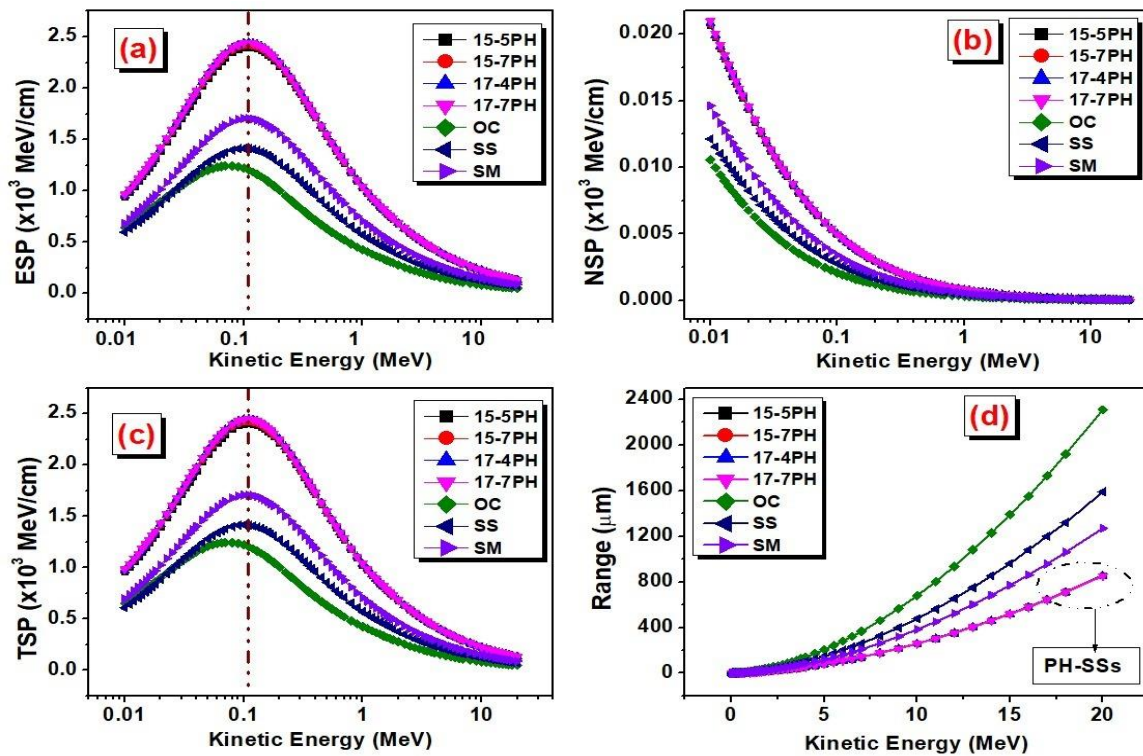 (a)
15-5PH
15-7PH
17-4PH
17-7PH
OC
SS
SM
2.5
2.0
1.5
1.0
0.5
0.0
ESP (x10³ MeV/cm)
0.01 0.1 1 10
Kinetic Energy (MeV)
(b)
15-5PH
15-7PH
17-4PH
17-7PH
OC
SS
SM
0.020
0.015
0.010
0.005
0.000
NSP (x10³ MeV/cm)
0.01 0.1 1 10
Kinetic Energy (MeV)
(c)
15-5PH
15-7PH
17-4PH
17-7PH
OC
SS
SM
2.5
2.0
1.5
1.0
0.5
0.0
TSP (x10³ MeV/cm)
0.01 0.1 1 10
Kinetic Energy (MeV)
(d)
15-5PH
15-7PH
17-4PH
17-7PH
OC
SS
SM
2400
2000
1600
1200
800
400
0
Range (μm)
PH-SSs
0 5 10 15 20
Kinetic Energy (MeV)